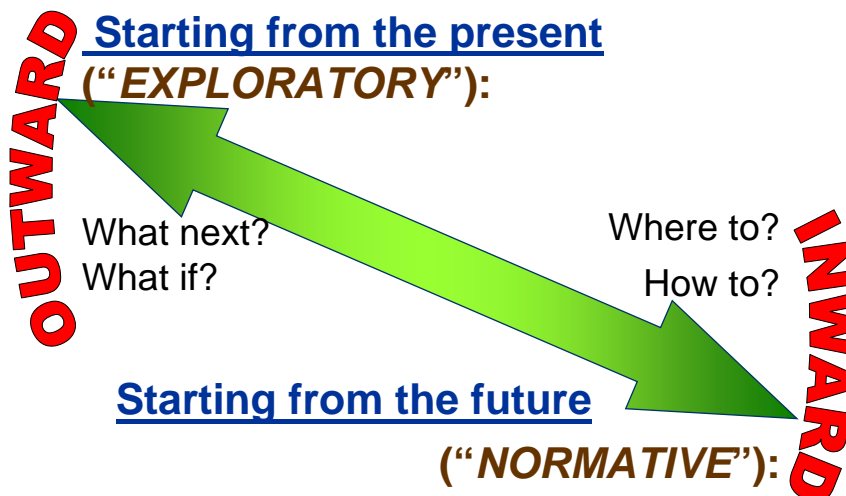 OUTWARD
Starting from the present
(“EXPLORATORY”):
What next?
What if?
Where to?
How to?
INWARD
Starting from the future
(“NORMATIVE”):